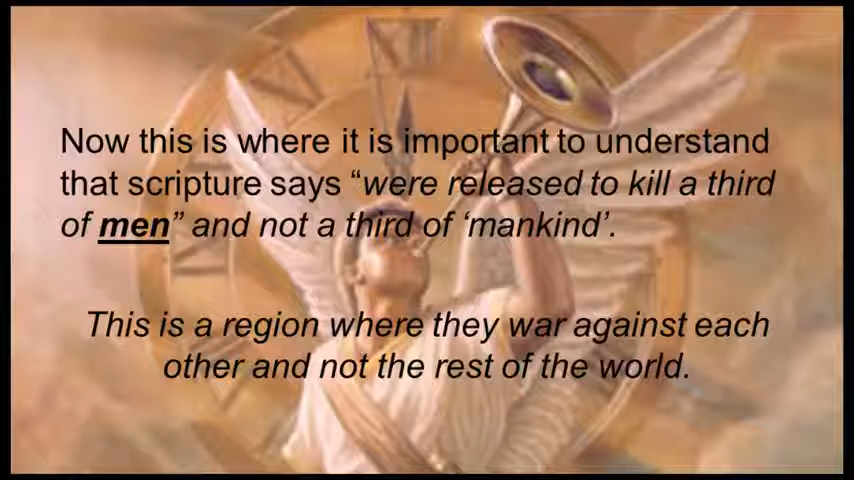 Now this is where it is important to understand
that scripture says “were released to kill a third
of men” and not a third of ‘mankind’.
This is a region where they war against each
other and not the rest of the world.